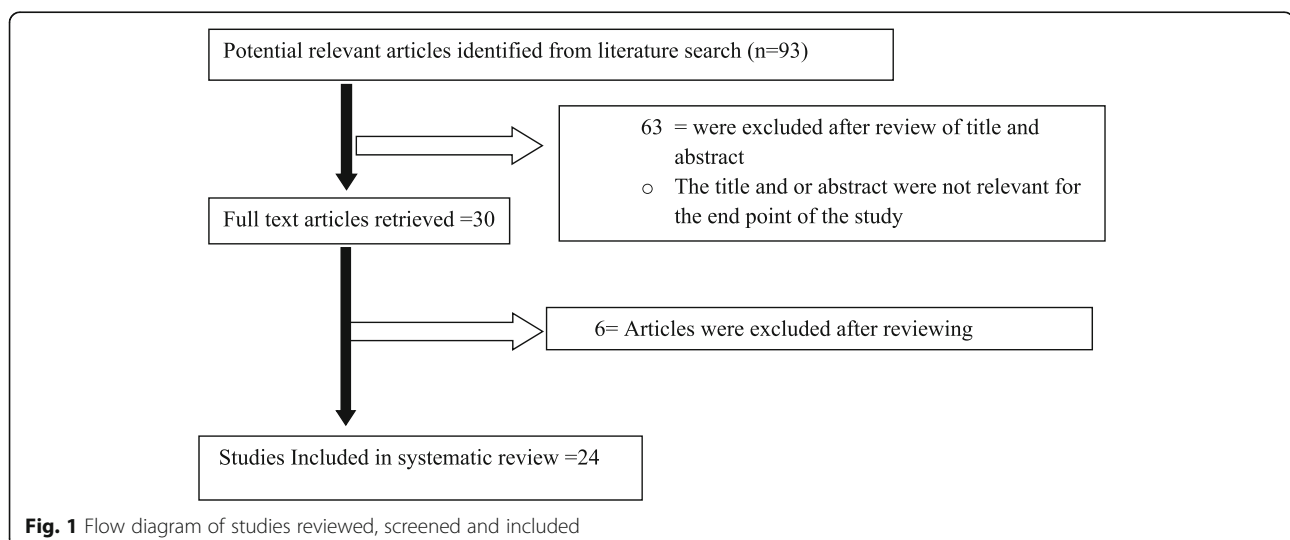 Potential relevant articles identified from literature search (n=93)
63 = were excluded after review of title and
abstract
o The title and or abstract were not relevant for
the end point of the study
Full text articles retrieved =30
6= Articles were excluded after reviewing
Studies Included in systematic review =24
Fig. 1 Flow diagram of studies reviewed, screened and included